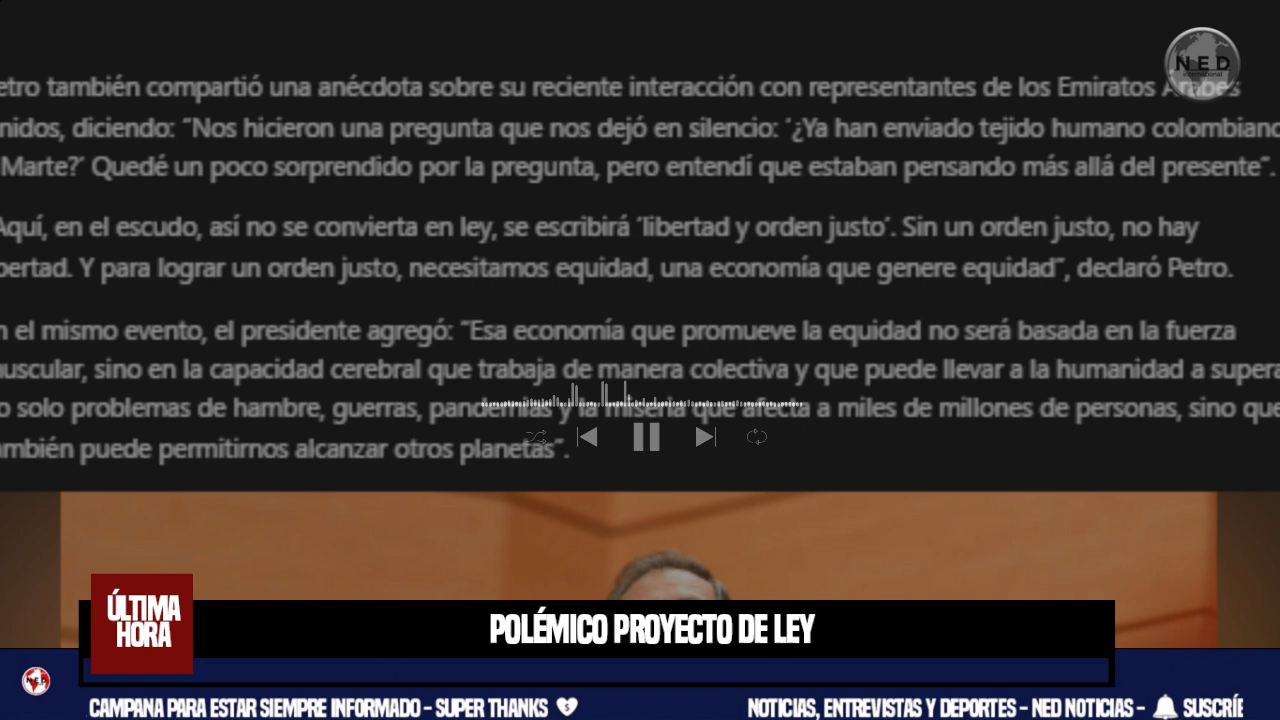 NED
international
etro también compartió una anécdota sobre su reciente interacción con representantes de los Emiratos Árabes
nidos, diciendo: "Nos hicieron una pregunta que nos dejó en silencio: '¿Ya han enviado tejido humano colombiano
Marte?' Quedé un poco sorprendido por la pregunta, pero entendí que estaban pensando más allá del presente".
Aquí, en el escudo, así no se convierta en ley, se escribirá 'libertad y orden justo'. Sin un orden justo, no hay
bertad. Y para lograr un orden justo, necesitamos equidad, una economía que genere equidad", declaró Petro.
n el mismo evento, el presidente agregó: "Esa economía que promueve la equidad no será basada en la fuerza
uscular, sino en la capacidad cerebral que trabaja de manera colectiva y que puede llevar a la humanidad a supera
o solo problemas de hambre, guerras, pandemias y la miseria que afecta a miles de millones de personas, sino que
ambién puede permitirnos alcanzar otros planetas".
ÚLTIMA
HORA
POLÉMICO PROYECTO DE LEY
CAMPANA PARA ESTAR SIEMPRE INFORMADO - SUPER THANKS NOTICIAS, ENTREVISTAS Y DEPORTES - NED NOTICIAS - SUSCRÍE